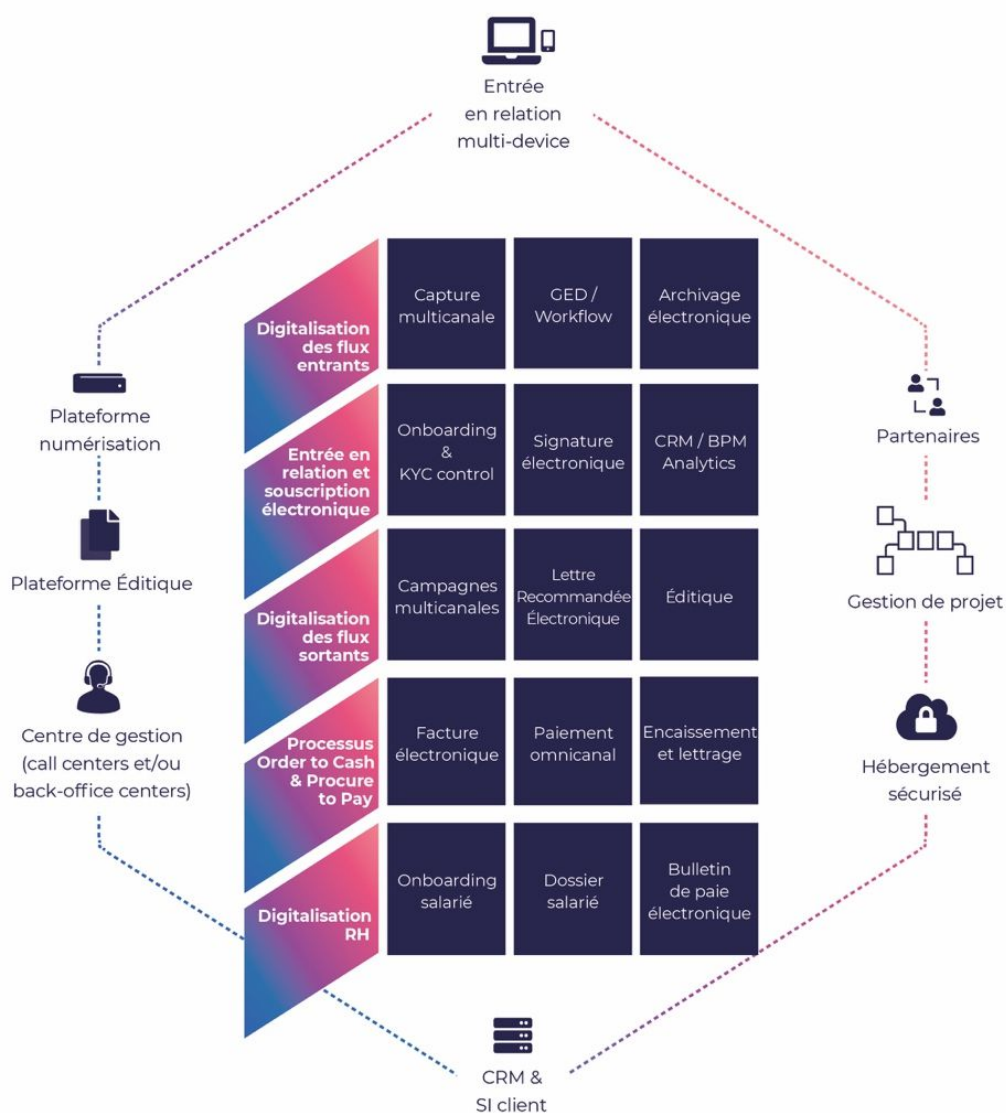 Entrée
en relation
multi-device
Digitalisation
des flux
entrants
Capture
multicanale
GED /
Workflow
Archivage
électronique
Plateforme
numérisation
Partenaires
Entrée en
relation et
souscription
électronique
Onboarding
&
KYC control
Signature
électronique
CRM / BPM
Analytics
Plateforme Éditique
Gestion de projet
Digitalisation
des flux
sortants
Campagnes
multicanales
Lettre
Recommandée
Électronique
Éditique
Centre de gestion
(call centers et/ou
back-office centers)
Hébergement
sécurisé
Processus
Order to Cash
& Procure
to Pay
Facture
électronique
Paiement
omnicanal
Encaissement
et lettrage
Digitalisation
RH
Onboarding
salarié
Dossier
salarié
Bulletin
de paie
électronique
CRM &
SI client